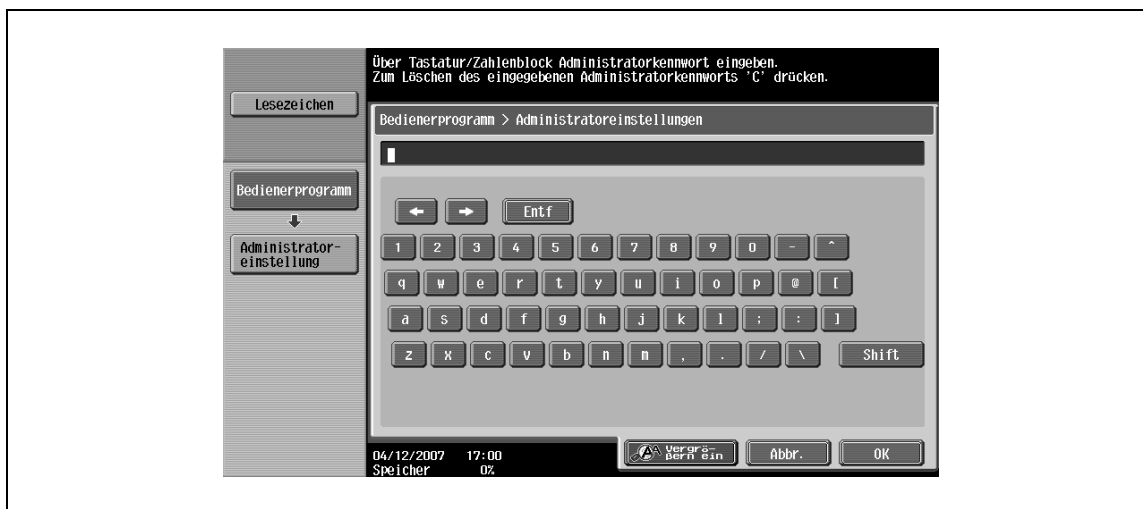 Über Tastatur/Zahlenblock Administratorkennwort eingeben.
Zum Löschen des eingegebenen Administratorkennworts 'C' drücken.
Lesezeichen
Bedienerprogramm > Administratoreinstellungen
Bedienerprogramm
Administrator-
einstellung
Entf
1 2 3 4 5 6 7 8 9 0 - ^
q w e r t y u i o p @ [
a s d f g h j k l ; : ]
z x c v b n m , . / \ Shift
Vergrö-
ßern ein
Abbr.
OK
04/12/2007 17:00
Speicher 0%